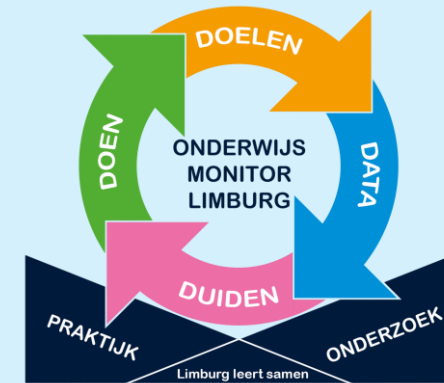 DOELEN
DATA
DUIDEN
DOEN
ONDERWIJS
MONITOR
LIMBURG
PRAKTIJK
ONDERZOEK
Limburg leert samen